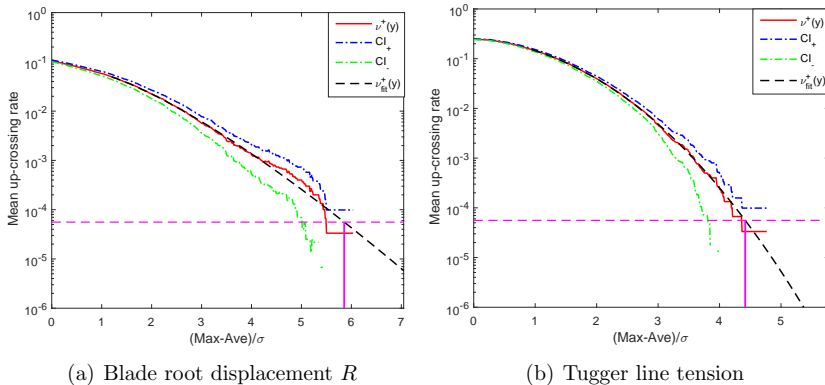 10^0
10^-1
10^-2
10^-3
10^-4
10^-5
10^-6
Mean up-crossing rate
0 1 2 3 4 5 6 7
(Max-Ave)/σ
ν^+(y)
CI_+
CI_-
ν^+_fit(y)
(a) Blade root displacement R
10^0
10^-1
10^-2
10^-3
10^-4
10^-5
10^-6
Mean up-crossing rate
0 1 2 3 4 5
(Max-Ave)/σ
ν^+(y)
CI_+
CI_-
ν^+_fit(y)
(b) Tugger line tension